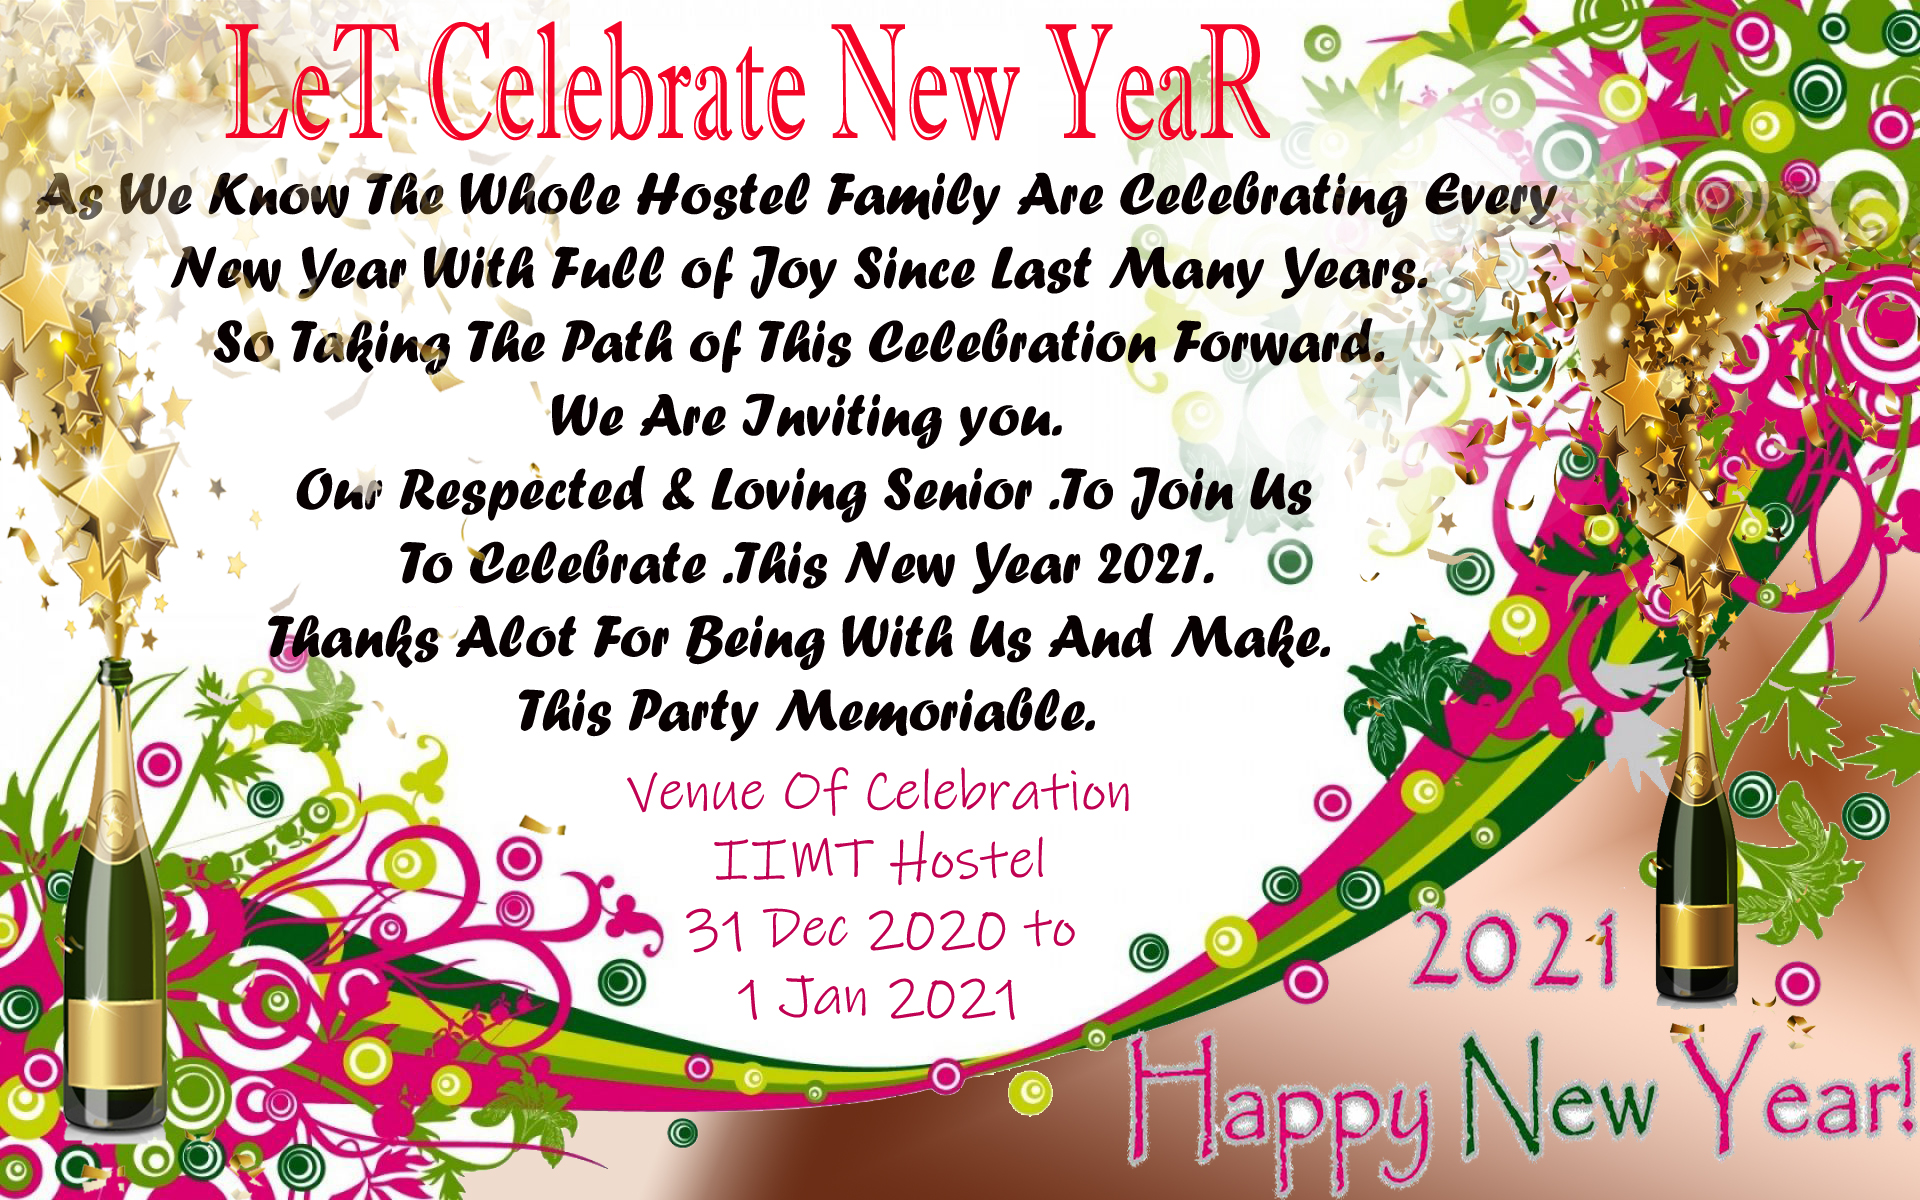 LeT Celebrate New YeaR
As We Know The Whole Hostel Family Are Celebrating Every
New Year With Full of Joy Since Last Many Years.
So Taking The Path of This Celebration Forward.
We Are Inviting you.
Our Respected & Loving Senior .To Join Us
To Celebrate .This New Year 2021.
Thanks Alot For Being With Us And Make.
This Party Memoriable.
Venue Of Celebration
IIMT Hostel
31 Dec 2020 to
1 Jan 2021
2021
Happy New Year!